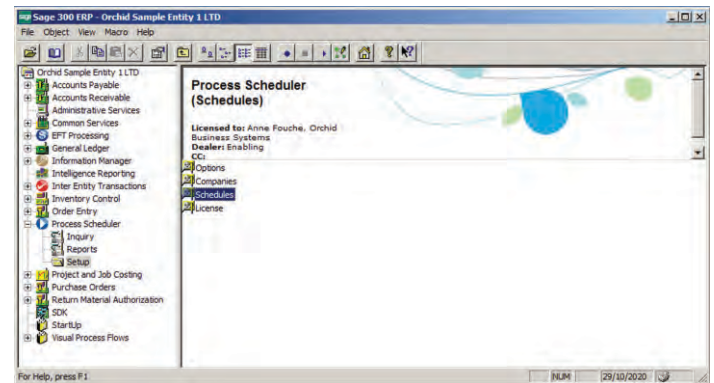 Sage 300 ERP - Orchid Sample Entity 1 LTD
File Object View Macro Help
Orchid Sample Entity 1 LTD
Accounts Payable
Accounts Receivable
Administrative Services
Common Services
EFT Processing
General Ledger
Information Manager
Intelligence Reporting
Inter Entity Transactions
Inventory Control
Order Entry
Process Scheduler
Inquiry
Reports
Setup
Project and Job Costing
Purchase Orders
Return Material Authorization
SDK
StartUp
Visual Process Flows
Process Scheduler
(Schedules)
Licensed to: Anne Fouche, Orchid
Business Systems
Dealer: Enabling
CC:
Options
Companies
Schedules
License
For Help, press F1
NUM
29/10/2020